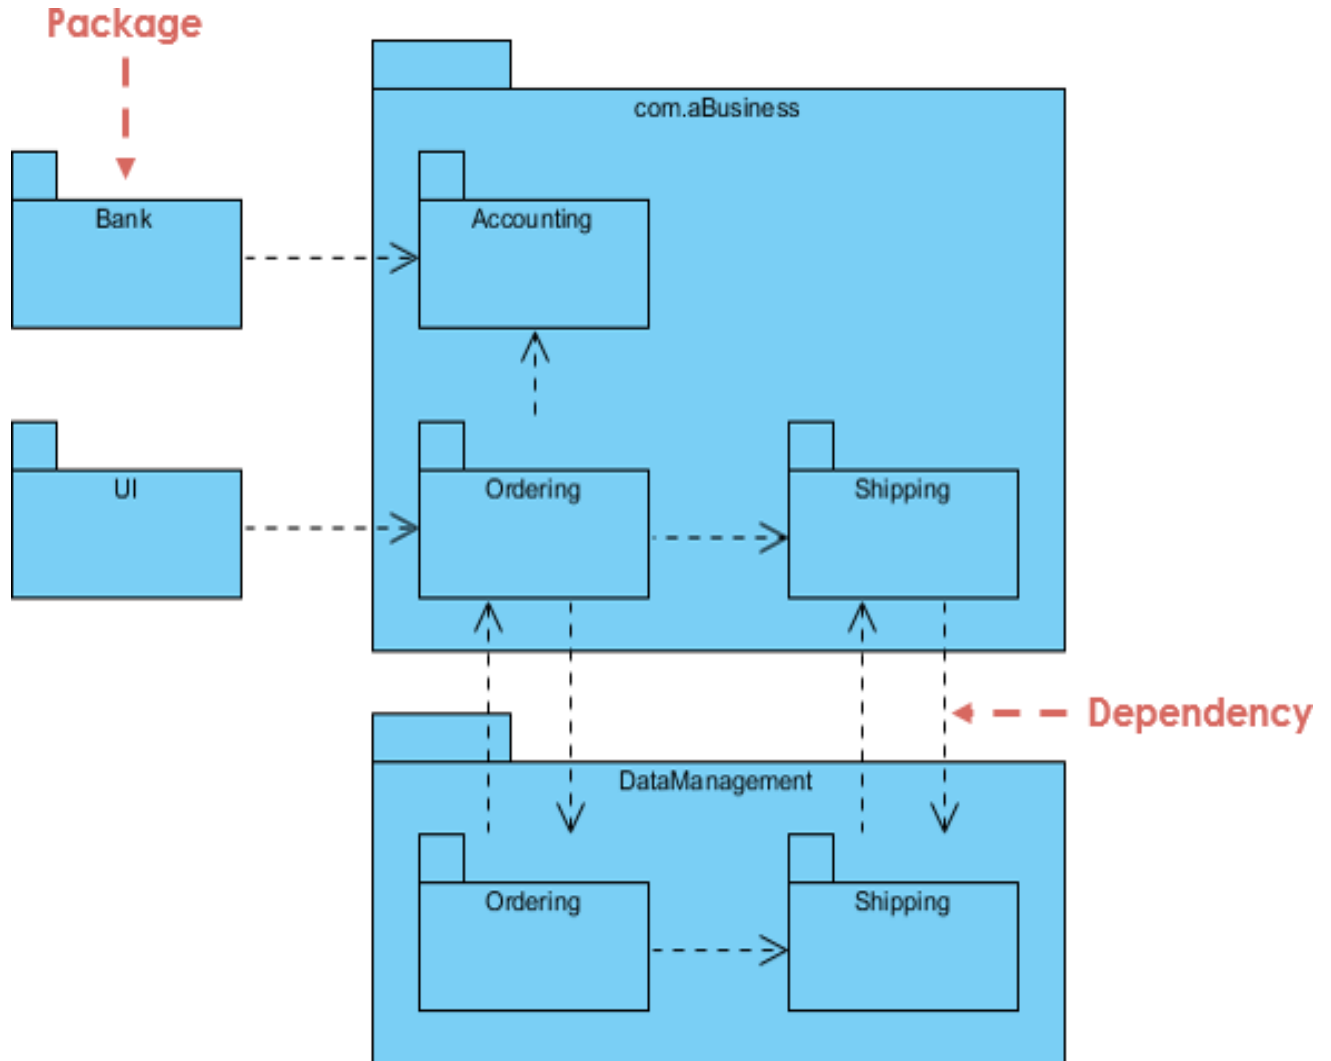 Package
com.aBusiness
Bank
Accounting
UI
Ordering
Shipping
Dependency
DataManagement
Ordering
Shipping